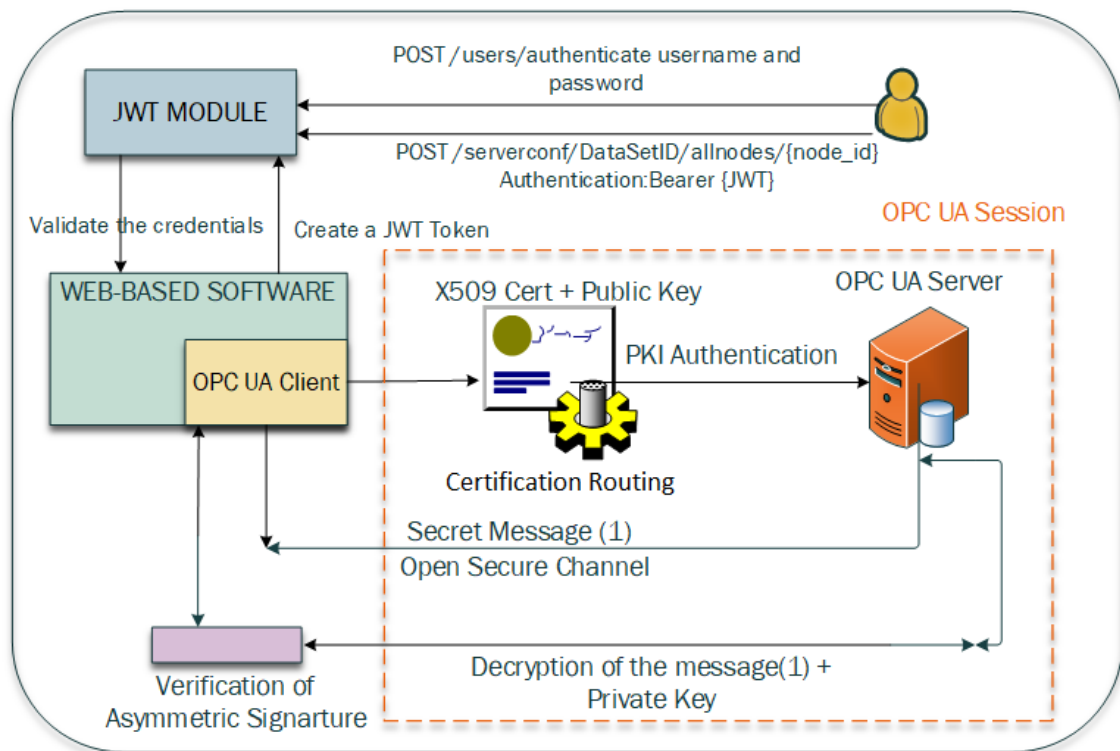 POST /users/authenticate username and
password
JWT MODULE
POST /serverconf/DataSetID/allnodes/{node_id}
Authentication:Bearer {JWT}
Validate the credentials
Create a JWT Token
OPC UA Session
WEB-BASED SOFTWARE
OPC UA Client
X509 Cert + Public Key
OPC UA Server
PKI Authentication
Certification Routing
Secret Message (1)
Open Secure Channel
Decryption of the message(1) +
Private Key
Verification of
Asymmetric Signarture